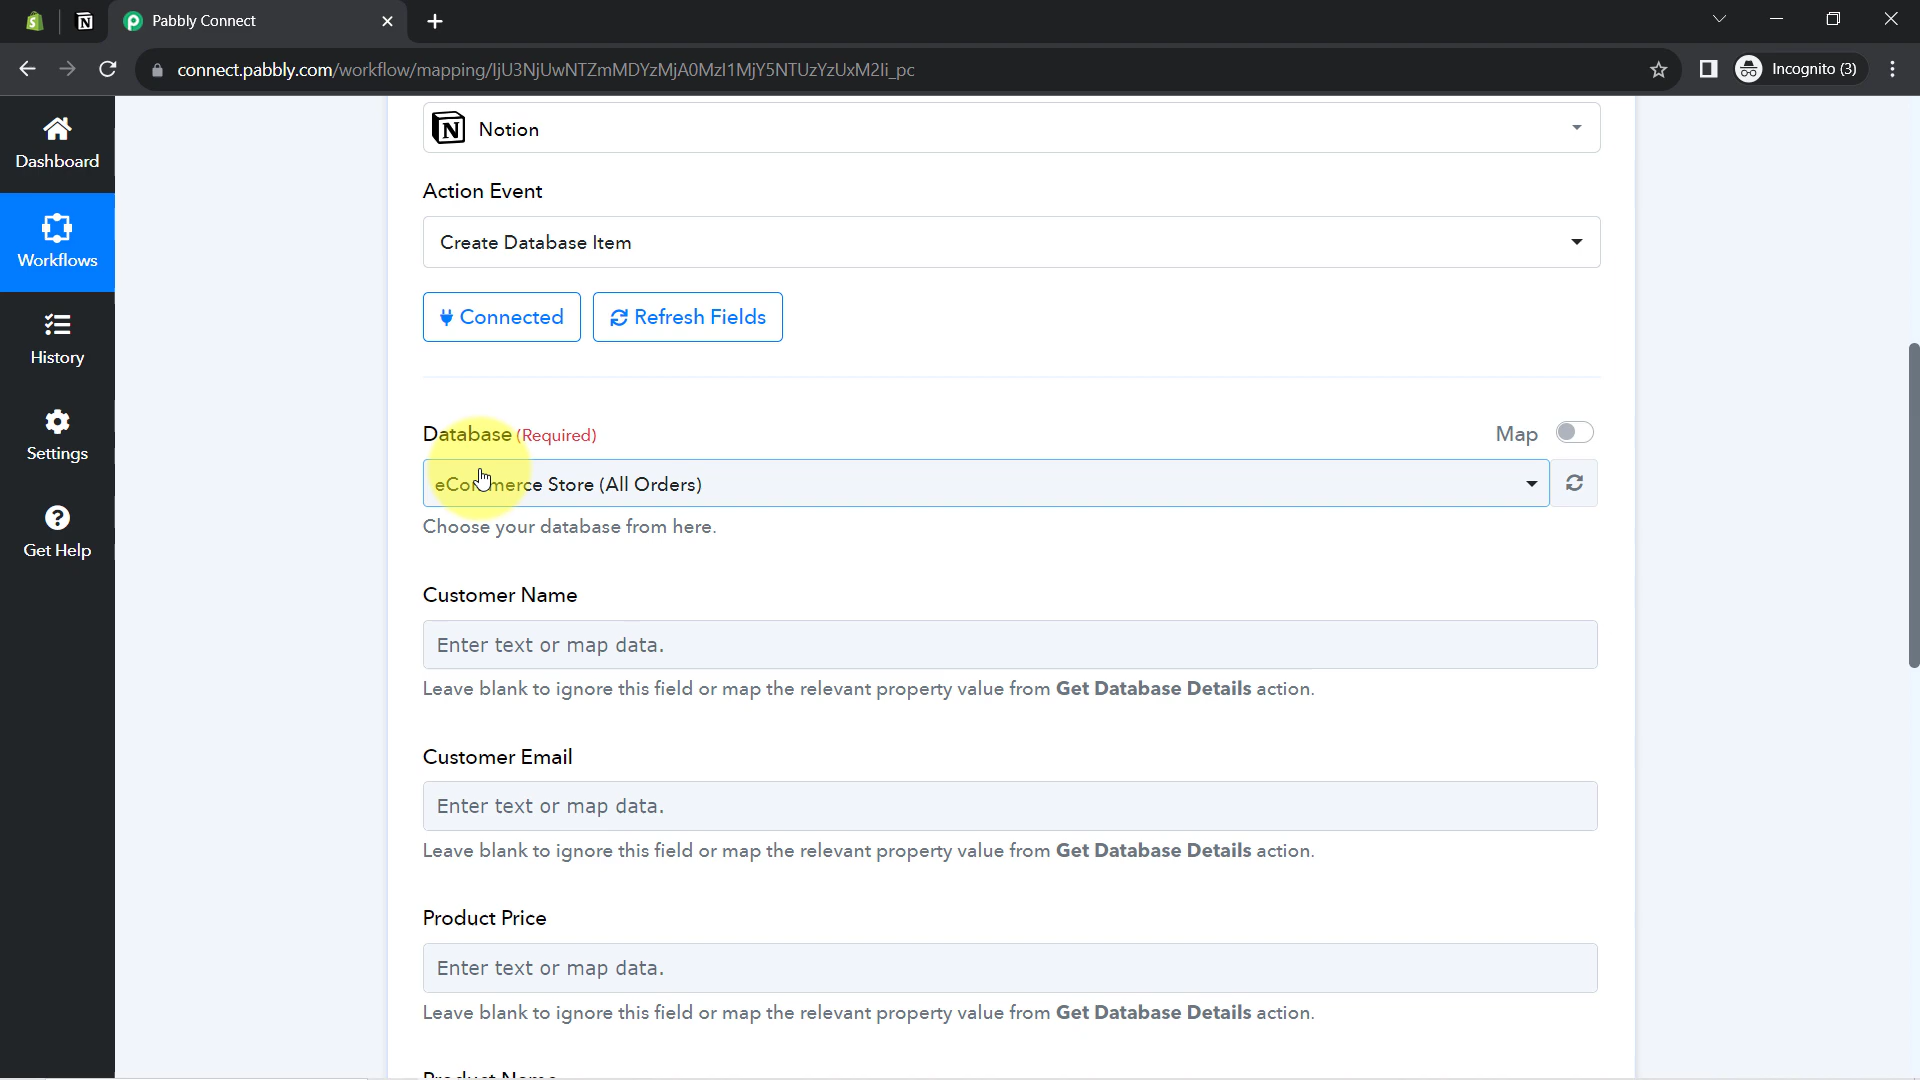 Pabbly Connect
connect.pabbly.com/workflow/mapping/
Incognito (3)
Dashboard
Workflows
History
Settings
Get Help
Notion
Action Event
Create Database Item
Connected
Refresh Fields
Database (Required)
Map
eCommerce Store (All Orders)
Choose your database from here.
Customer Name
Enter text or map data.
Leave blank to ignore this field or map the relevant property value from Get Database Details action.
Customer Email
Enter text or map data.
Leave blank to ignore this field or map the relevant property value from Get Database Details action.
Product Price
Enter text or map data.
Leave blank to ignore this field or map the relevant property value from Get Database Details action.
Product Name